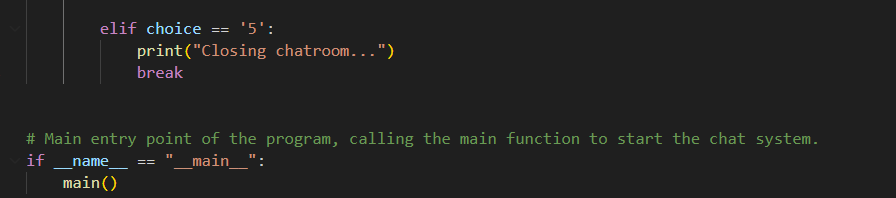 elif choice == '5':
print("Closing chatroom...")
break
# Main entry point of the program, calling the main function to start the chat system.
if __name__ == "__main__":
main()